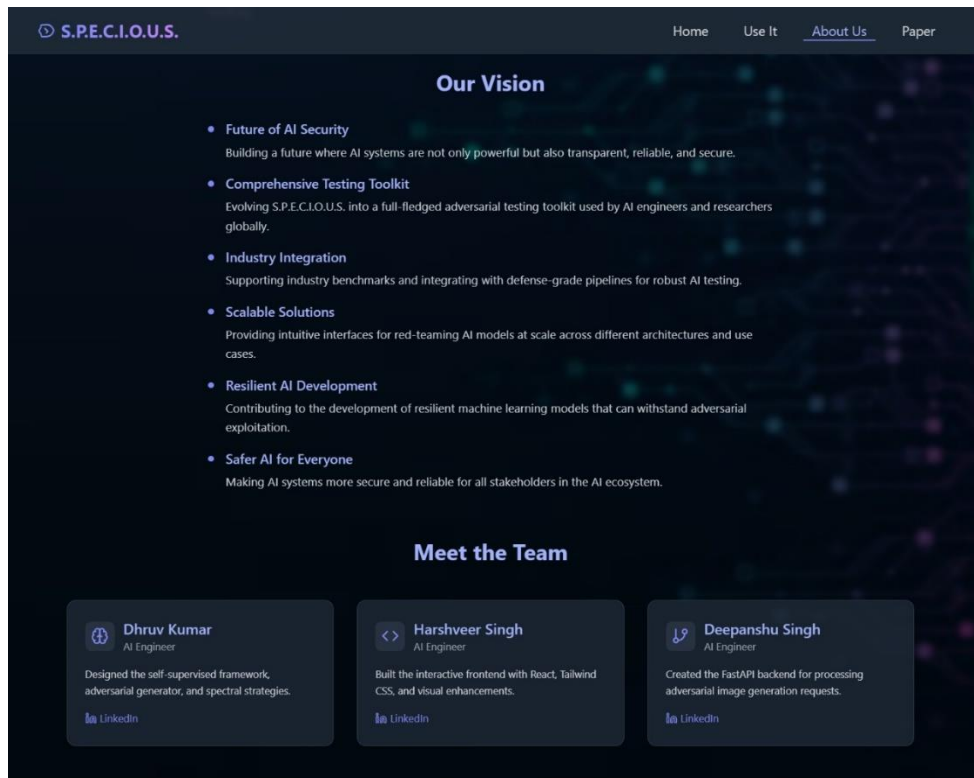 S.P.E.C.I.O.U.S.
Home Use It About Us Paper
Our Vision
Future of AI Security
Building a future where AI systems are not only powerful but also transparent, reliable, and secure.
Comprehensive Testing Toolkit
Evolving S.P.E.C.I.O.U.S. into a full-fledged adversarial testing toolkit used by AI engineers and researchers
globally.
Industry Integration
Supporting industry benchmarks and integrating with defense-grade pipelines for robust AI testing.
Scalable Solutions
Providing intuitive interfaces for red-teaming AI models at scale across different architectures and use
cases.
Resilient AI Development
Contributing to the development of resilient machine learning models that can withstand adversarial
exploitation.
Safer AI for Everyone
Making AI systems more secure and reliable for all stakeholders in the AI ecosystem.
Meet the Team
Dhruv Kumar
AI Engineer
Designed the self-supervised framework,
adversarial generator, and spectral strategies.
LinkedIn
Harshveer Singh
AI Engineer
Built the interactive frontend with React, Tailwind
CSS, and visual enhancements.
LinkedIn
Deepanshu Singh
AI Engineer
Created the FastAPI backend for processing
adversarial image generation requests.
LinkedIn